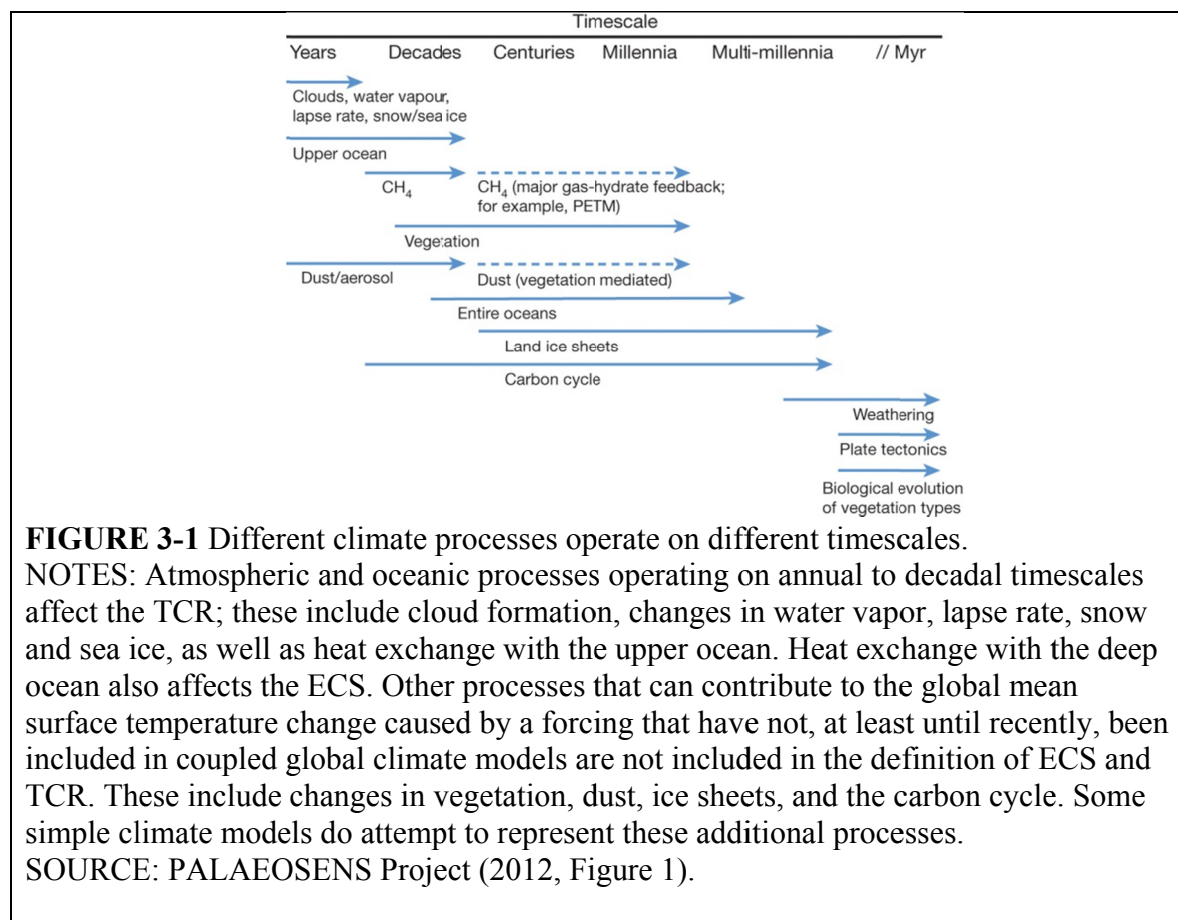 Timescale
Years Decades Centuries Millennia Multi-millennia // Myr
Clouds, water vapour,
lapse rate, snow/sea ice
Upper ocean
CH₄ CH₄ (major gas-hydrate feedback;
for example, PETM)
Vegetation
Dust/aerosol Dust (vegetation mediated)
Entire oceans
Land ice sheets
Carbon cycle
Weathering
Plate tectonics
Biological evolution
of vegetation types
FIGURE 3-1 Different climate processes operate on different timescales.
NOTES: Atmospheric and oceanic processes operating on annual to decadal timescales
affect the TCR; these include cloud formation, changes in water vapor, lapse rate, snow
and sea ice, as well as heat exchange with the upper ocean. Heat exchange with the deep
ocean also affects the ECS. Other processes that can contribute to the global mean
surface temperature change caused by a forcing that have not, at least until recently, been
included in coupled global climate models are not included in the definition of ECS and
TCR. These include changes in vegetation, dust, ice sheets, and the carbon cycle. Some
simple climate models do attempt to represent these additional processes.
SOURCE: PALAEOSENS Project (2012, Figure 1).